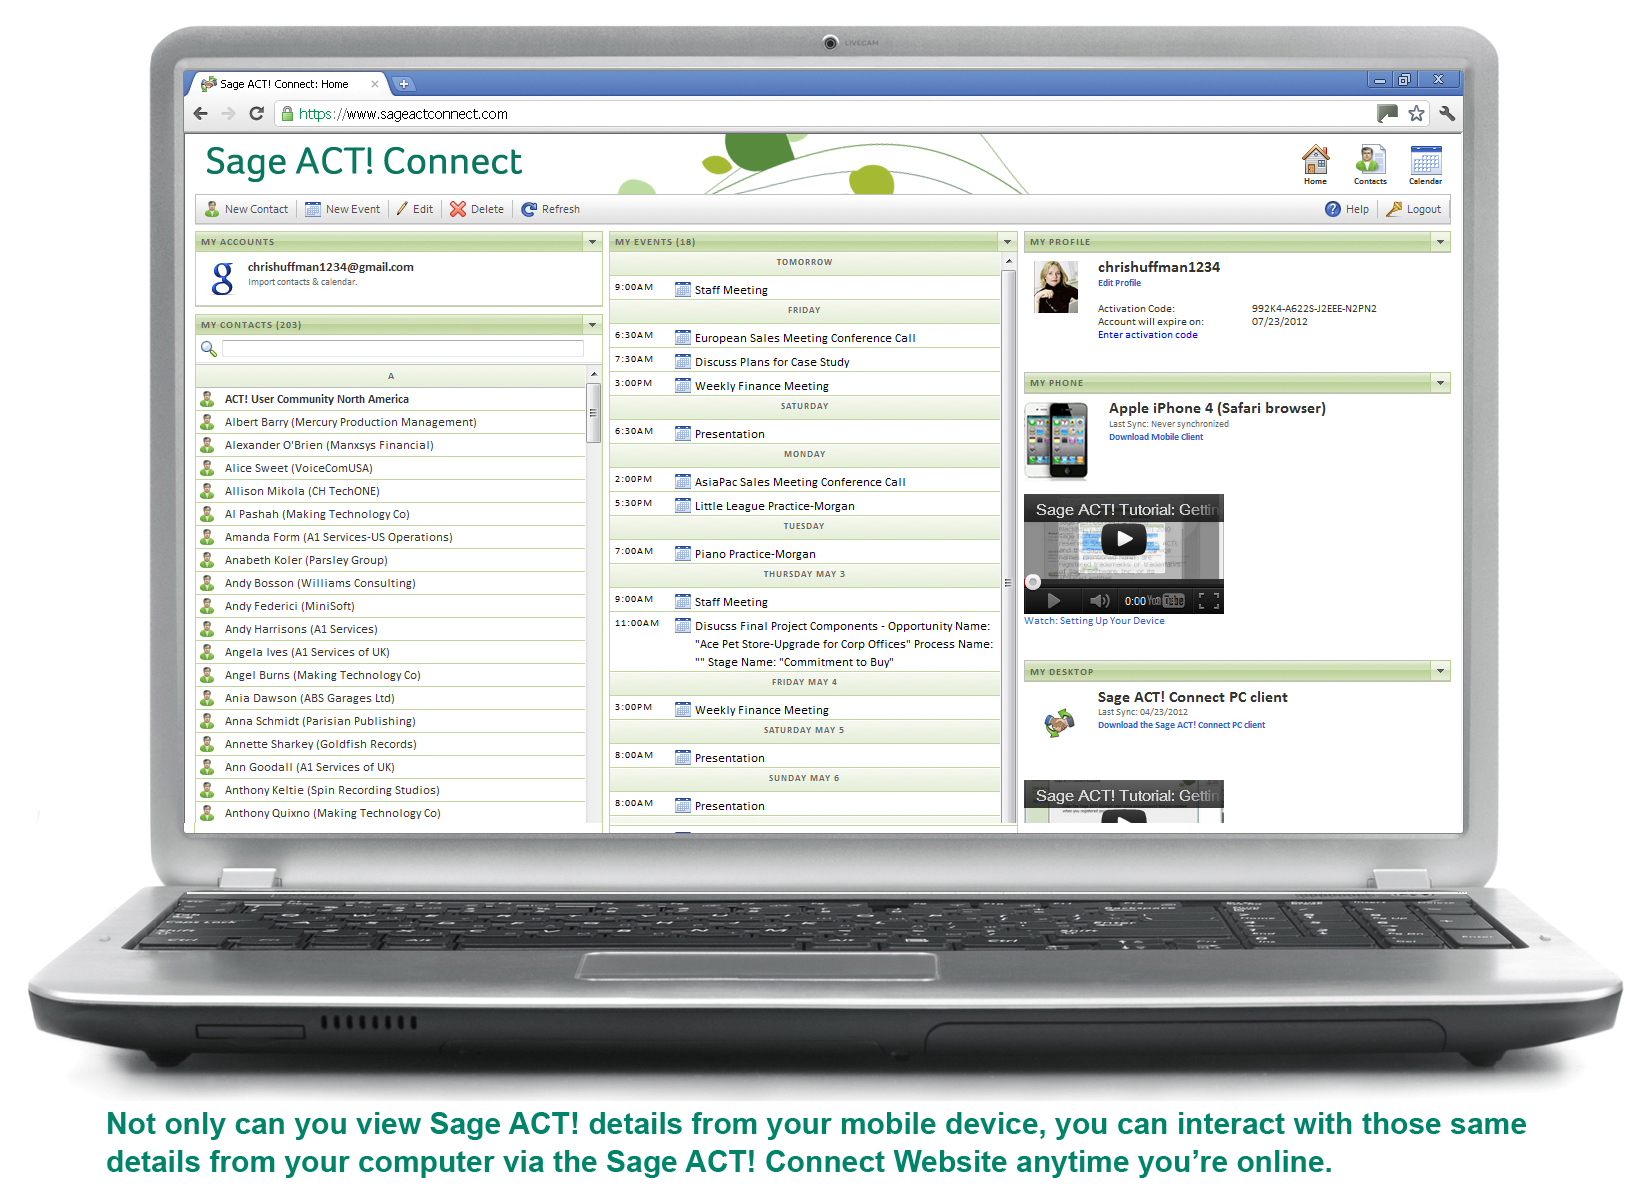 LIVECAM
Sage ACT! Connect: Home
https://www.sageactconnect.com
Sage ACT! Connect
Home
Contacts
Calendar
New Contact
New Event
Edit
Delete
Refresh
Help
Logout
MY ACCOUNTS
chrishuffman1234@gmail.com
Import contacts & calendar.
MY CONTACTS (203)
A
ACT! User Community North America
Albert Barry (Mercury Production Management)
Alexander O'Brien (Manxsys Financial)
Alice Sweet (VoiceComUSA)
Allison Mikola (CH TechONE)
Al Pashah (Making Technology Co)
Amanda Form (A1 Services-US Operations)
Anabeth Koler (Parsley Group)
Andy Bosson (Williams Consulting)
Andy Federici (MiniSoft)
Andy Harrisons (A1 Services)
Angela Ives (A1 Services of UK)
Angel Burns (Making Technology Co)
Ania Dawson (ABS Garages Ltd)
Anna Schmidt (Parisian Publishing)
Annette Sharkey (Goldfish Records)
Ann Goodall (A1 Services of UK)
Anthony Keltie (Spin Recording Studios)
Anthony Quixno (Making Technology Co)
MY EVENTS (18)
TOMORROW
9:00AM Staff Meeting
FRIDAY
6:30AM European Sales Meeting Conference Call
7:30AM Discuss Plans for Case Study
3:00PM Weekly Finance Meeting
SATURDAY
6:30AM Presentation
MONDAY
2:00PM AsiaPac Sales Meeting Conference Call
5:30PM Little League Practice-Morgan
TUESDAY
7:00AM Piano Practice-Morgan
THURSDAY MAY 3
9:00AM Staff Meeting
11:00AM Disucss Final Project Components - Opportunity Name:
"Ace Pet Store-Upgrade for Corp Offices" Process Name:
"" Stage Name: "Commitment to Buy"
FRIDAY MAY 4
3:00PM Weekly Finance Meeting
SATURDAY MAY 5
8:00AM Presentation
SUNDAY MAY 6
8:00AM Presentation
MY PROFILE
chrishuffman1234
Edit Profile
Activation Code: 992K4-A622S-J2EEE-N2PN2
Account will expire on: 07/23/2012
Enter activation code
MY PHONE
Apple iPhone 4 (Safari browser)
Last Sync: Never synchronized
Download Mobile Client
Sage ACT! Tutorial: Gettin
0:00 YouTube
Watch: Setting Up Your Device
MY DESKTOP
Sage ACT! Connect PC client
Last Sync: 04/23/2012
Download the Sage ACT! Connect PC client
Sage ACT! Tutorial: Gettin
Not only can you view Sage ACT! details from your mobile device, you can interact with those same
details from your computer via the Sage ACT! Connect Website anytime you're online.